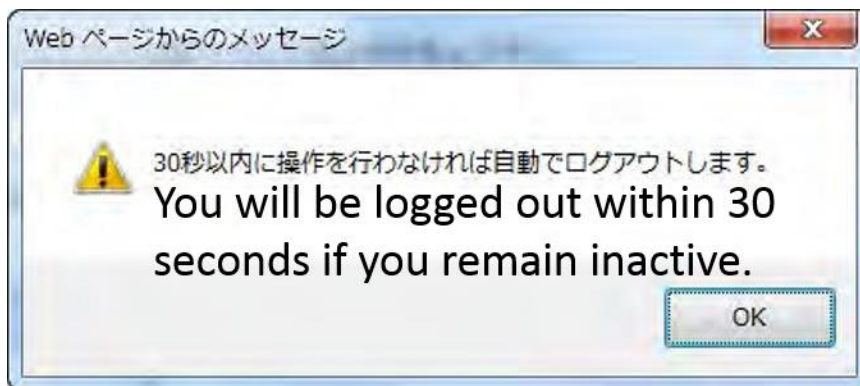 Web ページからのメッセージ
30秒以内に操作を行わなければ自動でログアウトします。
You will be logged out within 30
seconds if you remain inactive.
OK